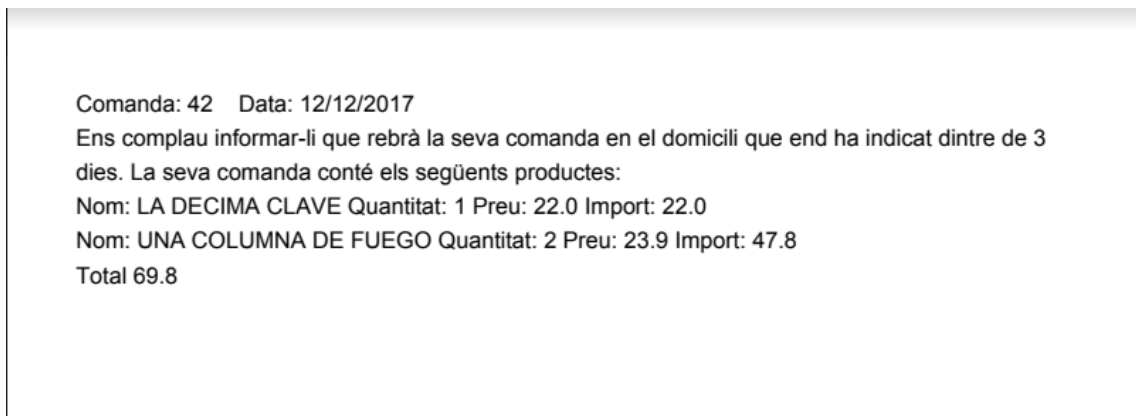 Comanda: 42 Data: 12/12/2017
Ens complau informar-li que rebrà la seva comanda en el domicili que end ha indicat dintre de 3
dies. La seva comanda conté els següents productes:
Nom: LA DECIMA CLAVE Quantitat: 1 Preu: 22.0 Import: 22.0
Nom: UNA COLUMNA DE FUEGO Quantitat: 2 Preu: 23.9 Import: 47.8
Total 69.8